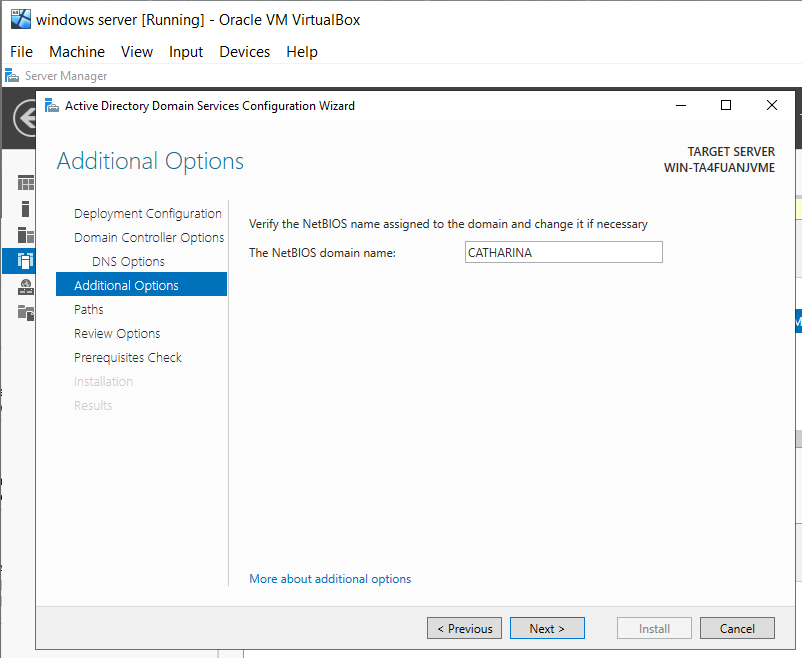 windows server [Running] - Oracle VM VirtualBox
File Machine View Input Devices Help
Server Manager
Active Directory Domain Services Configuration Wizard
Additional Options
TARGET SERVER
WIN-TA4FUANJVME
Deployment Configuration
Domain Controller Options
DNS Options
Additional Options
Paths
Review Options
Prerequisites Check
Installation
Results
Verify the NetBIOS name assigned to the domain and change it if necessary
The NetBIOS domain name: CATHARINA
More about additional options
< Previous Next > Install Cancel